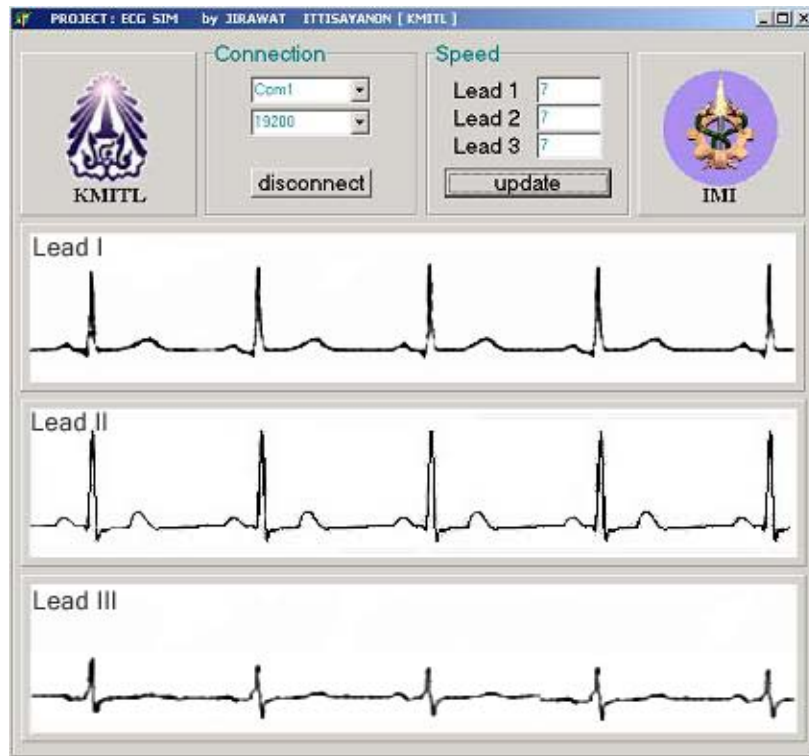 PROJECT : ECG SIM by JIRAWAT ITTISAYANON [ KMITL ]
Connection
Com1
19200
disconnect
Speed
Lead 1 7
Lead 2 7
Lead 3 7
update
KMITL
IMI
Lead I
Lead II
Lead III